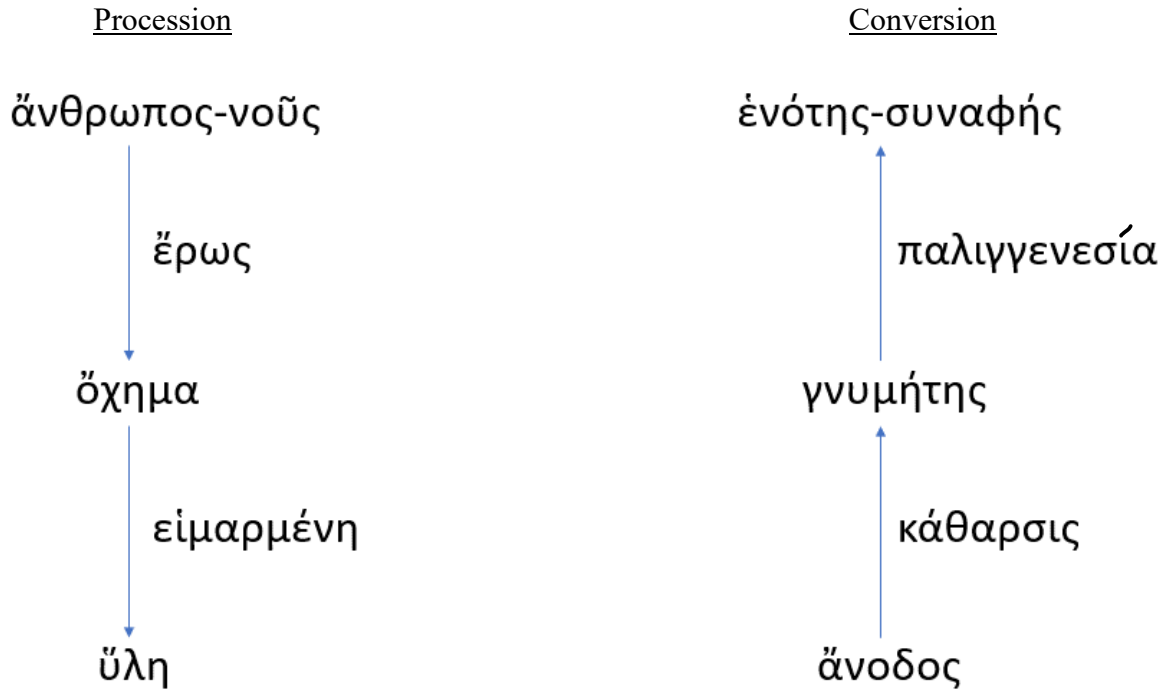 Procession
ἄνθρωπος-νοῦς
ἔρως
ὄχημα
εἱμαρμένη
ὕλη
Conversion
ἑνότης-συναφής
παλιγγενεσία
γνυμήτης
κάθαρσις
ἄνοδος